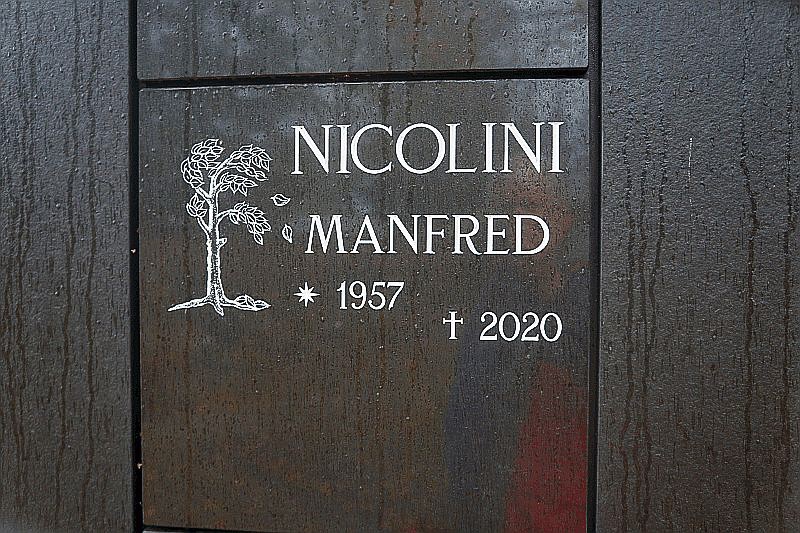 NICOLINI
MANFRED
* 1957
† 2020